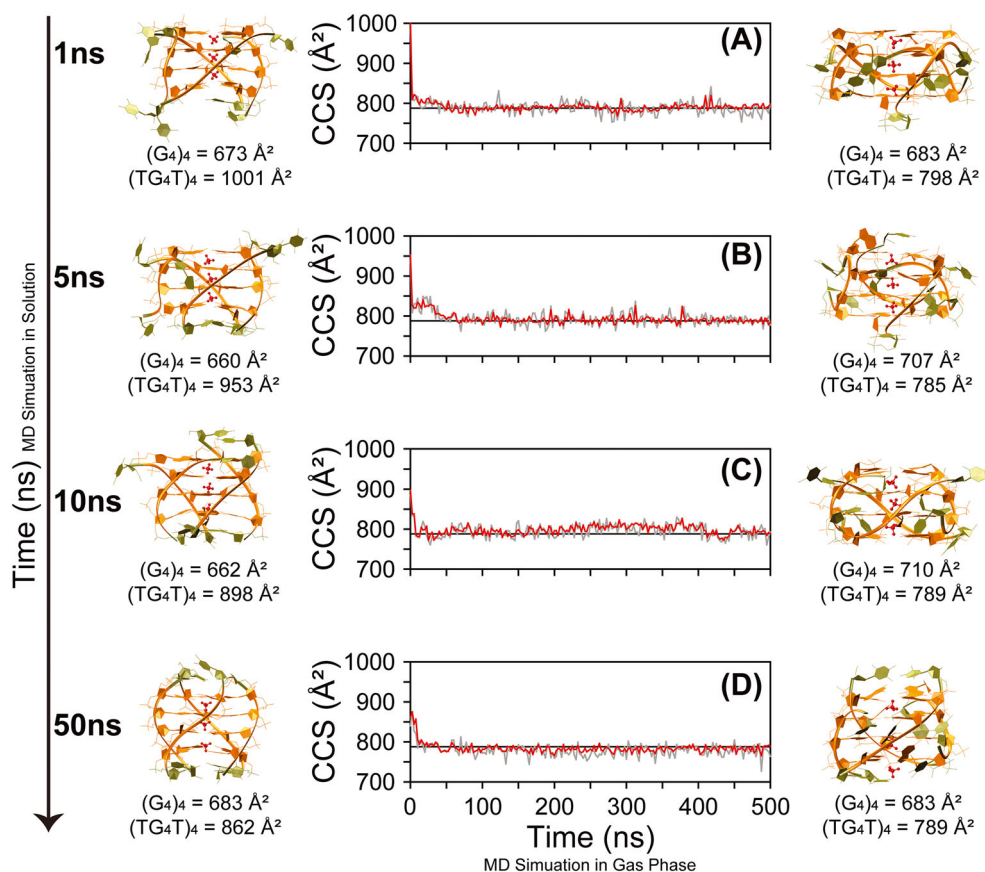 1ns
(G₄)₄ = 673 Å²
(TG₄T)₄ = 1001 Å²
CCS (Å²)
1000
900
800
700
(A)
(G₄)₄ = 683 Å²
(TG₄T)₄ = 798 Å²
5ns
(G₄)₄ = 660 Å²
(TG₄T)₄ = 953 Å²
CCS (Å²)
1000
900
800
700
(B)
(G₄)₄ = 707 Å²
(TG₄T)₄ = 785 Å²
Time (ns) MD Simuation in Solution
10ns
(G₄)₄ = 662 Å²
(TG₄T)₄ = 898 Å²
CCS (Å²)
1000
900
800
700
(C)
(G₄)₄ = 710 Å²
(TG₄T)₄ = 789 Å²
50ns
(G₄)₄ = 683 Å²
(TG₄T)₄ = 862 Å²
CCS (Å²)
1000
900
800
700
(D)
0 100 200 300 400 500
Time (ns)
MD Simuation in Gas Phase
(G₄)₄ = 683 Å²
(TG₄T)₄ = 789 Å²